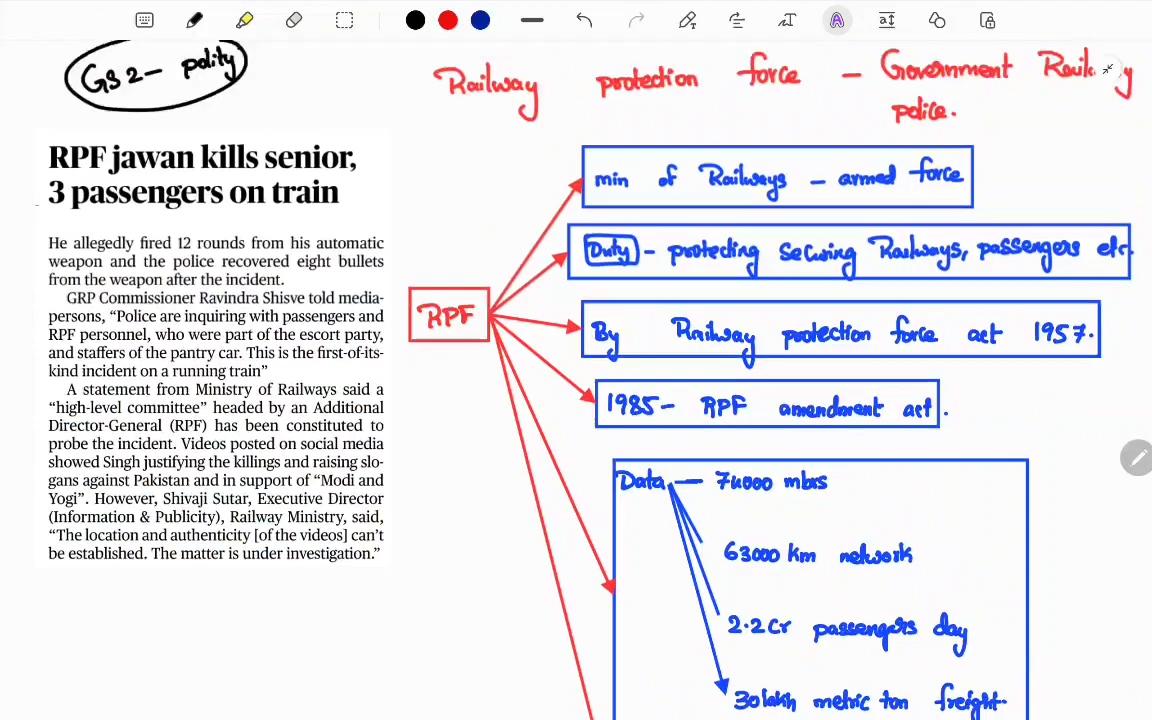 GS2 - polity
Railway protection force - Government Railway
police.
RPF jawan kills senior,
3 passengers on train
He allegedly fired 12 rounds from his automatic
weapon and the police recovered eight bullets
from the weapon after the incident.
GRP Commissioner Ravindra Shisve told media-
persons, “Police are inquiring with passengers and
RPF personnel, who were part of the escort party,
and staffers of the pantry car. This is the first-of-its-
kind incident on a running train”
A statement from Ministry of Railways said a
“high-level committee” headed by an Additional
Director-General (RPF) has been constituted to
probe the incident. Videos posted on social media
showed Singh justifying the killings and raising slo-
gans against Pakistan and in support of “Modi and
Yogi”. However, Shivaji Sutar, Executive Director
(Information & Publicity), Railway Ministry, said,
“The location and authenticity [of the videos] can’t
be established. The matter is under investigation.”
RPF
min of Railways - armed force
Duty - protecting securing Railways, passengers etc.
By Railway protection force act 1957.
1985 - RPF amendment act.
Data - 74000 mbrs
63000 km network
2.2 Cr passengers day
30 lakh metric ton freight